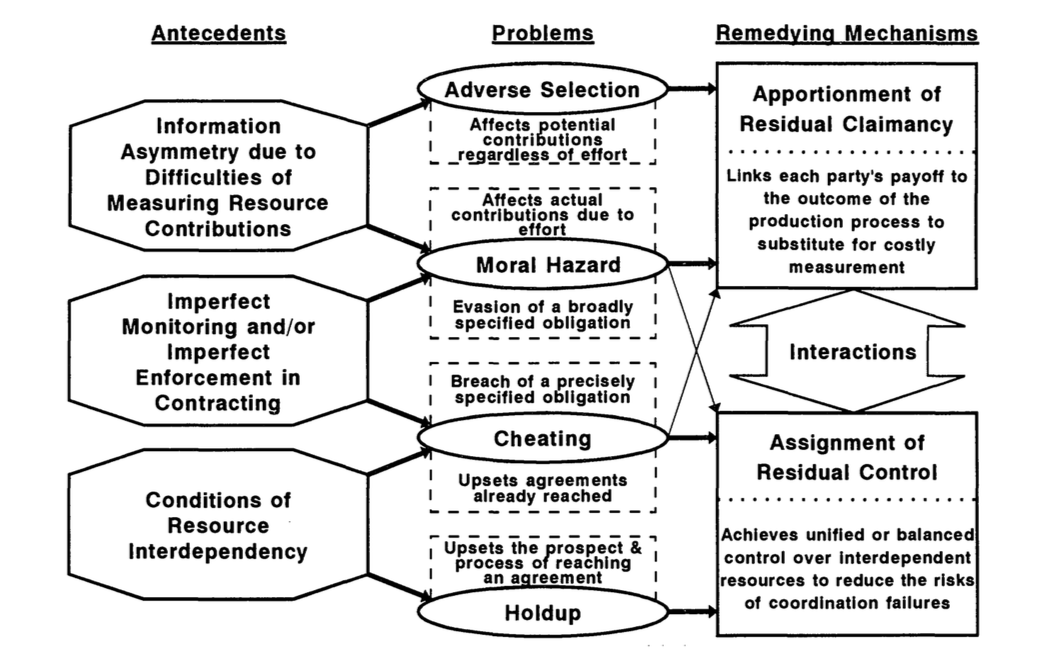 Antecedents
Problems
Remedying Mechanisms
Information
Asymmetry due to
Difficulties of
Measuring Resource
Contributions
Imperfect
Monitoring and/or
Imperfect
Enforcement in
Contracting
Conditions of
Resource
Interdependency
Adverse Selection
Affects potential
contributions
regardless of effort
Affects actual
contributions due to
effort
Moral Hazard
Evasion of a broadly
specified obligation
Breach of a precisely
specified obligation
Cheating
Upsets agreements
already reached
Upsets the prospect &
process of reaching
an agreement
Holdup
Apportionment of
Residual Claimancy
Links each party's payoff to
the outcome of the
production process to
substitute for costly
measurement
Interactions
Assignment of
Residual Control
Achieves unified or balanced
control over interdependent
resources to reduce the risks
of coordination failures